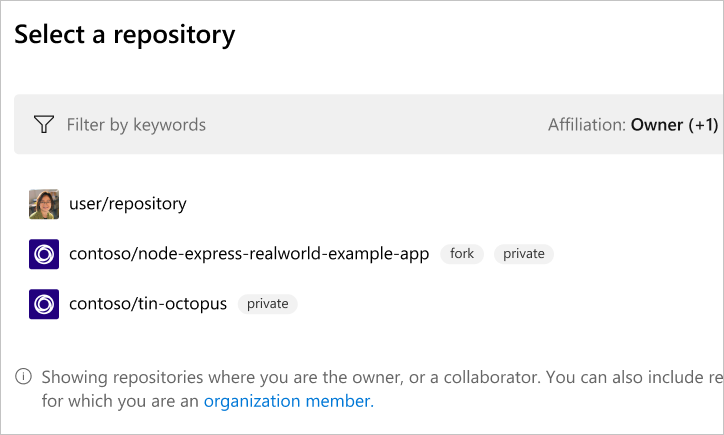 Select a repository
Filter by keywords Affiliation: Owner (+1)
user/repository
contoso/node-express-realworld-example-app fork private
contoso/tin-octopus private
Showing repositories where you are the owner, or a collaborator. You can also include re
for which you are an organization member.